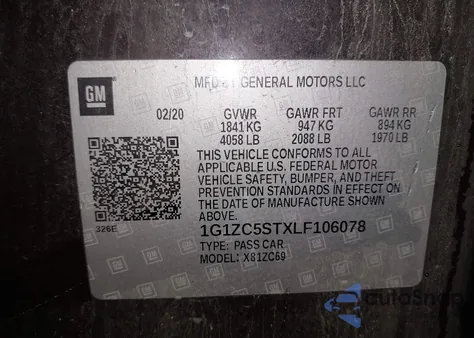 GM
MFD BY GENERAL MOTORS LLC
02/20 GVWR GAWR FRT GAWR RR
1841 KG 947 KG 894 KG
4058 LB 2088 LB 1970 LB
THIS VEHICLE CONFORMS TO ALL
APPLICABLE U.S. FEDERAL MOTOR
VEHICLE SAFETY, BUMPER, AND THEFT
PREVENTION STANDARDS IN EFFECT ON
THE DATE OF MANUFACTURE SHOWN
ABOVE.
326E
1G1ZC5STXLF106078
TYPE: PASS CAR
MODEL: X81ZC69
autoSnap